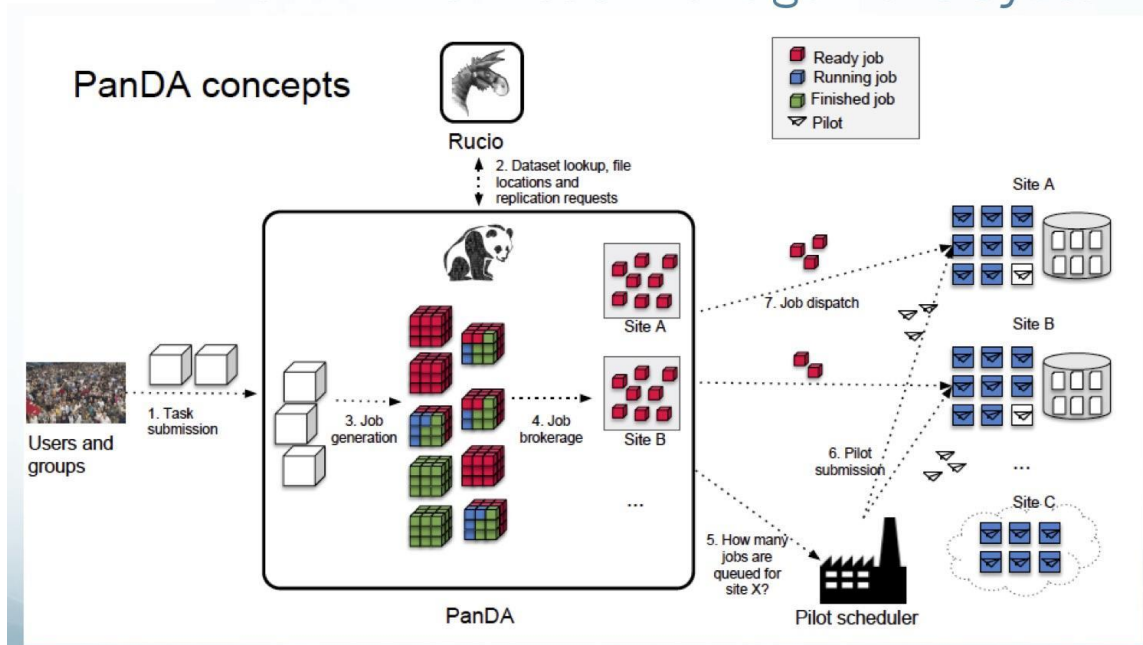 PanDA concepts
Rucio
2. Dataset lookup, file
locations and
replication requests
Ready job
Running job
Finished job
Pilot
Users and
groups
1. Task
submission
3. Job
generation
4. Job
brokerage
Site A
Site B
...
PanDA
5. How many
jobs are
queued for
site X?
Pilot scheduler
6. Pilot
submission
7. Job dispatch
Site A
Site B
...
Site C